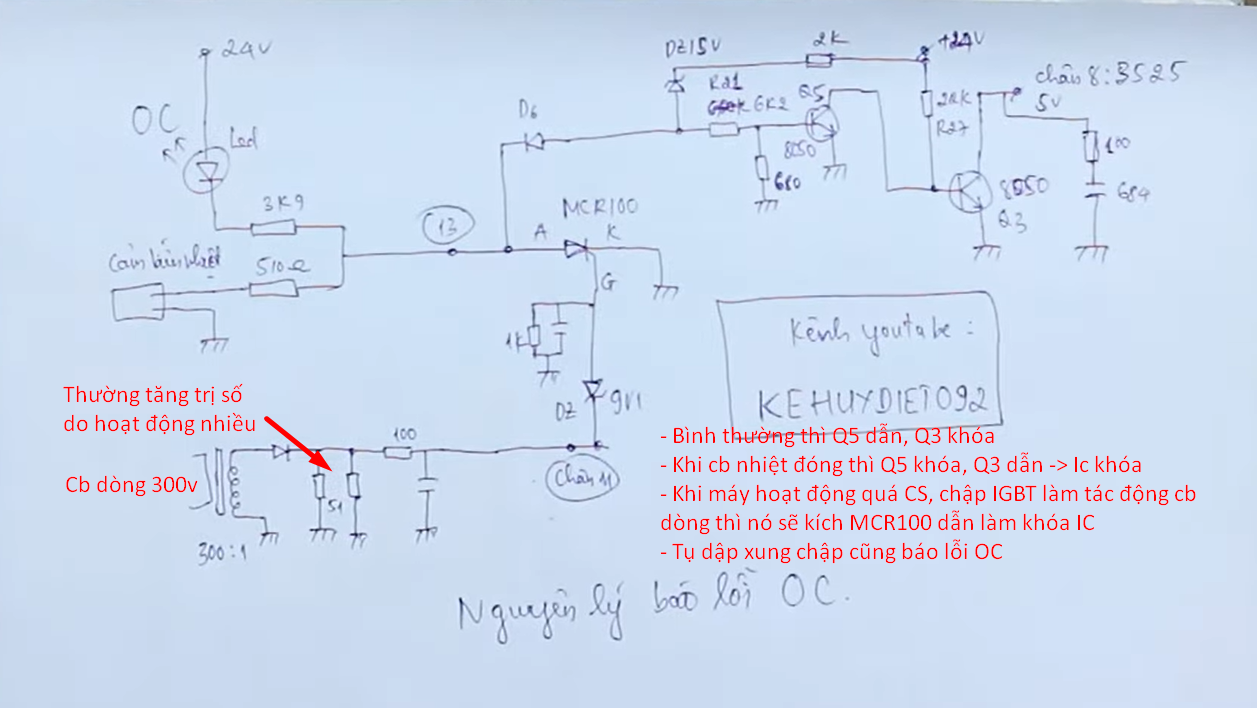 24V
OC
Led
3K9
Cảm biến nhiệt
510Ω
13
D6
DZ15V
2K
+24V
R21
6K2
Q5
8050
680
22K
R27
chân 8:3525
5V
100
684
8550
Q3
MCR100
A
K
G
1K
DZ
9V1
Kênh youtube:
KEHUYDIET092
Thường tăng trị số
do hoạt động nhiều
Cb dòng 300v
300:1
51
100
Chân 11
- Bình thường thì Q5 dẫn, Q3 khóa
- Khi cb nhiệt đóng thì Q5 khóa, Q3 dẫn -> Ic khóa
- Khi máy hoạt động quá CS, chập IGBT làm tác động cb
dòng thì nó sẽ kích MCR100 dẫn làm khóa IC
- Tụ dập xung chập cũng báo lỗi OC
Nguyên lý báo lỗi OC.